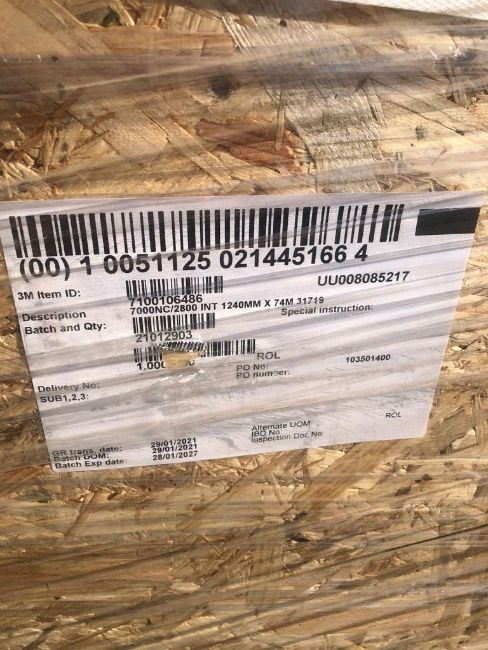 (00) 1 0051125 021445166 4
3M Item ID:
UU008085217
7100106486
Description 7000NC/2800 INT 1240MM X 74M 31719
Special instruction:
Batch and Qty: 21012903
ROL
Delivery No:
PO No: 103501400
PO number:
SUB1,2,3:
Alternate UOM: ROL
IBO No
Inspection Doc No:
GR trans. date: 29/01/2021
Batch DOM: 29/01/2021
Batch Exp date: 28/01/2027